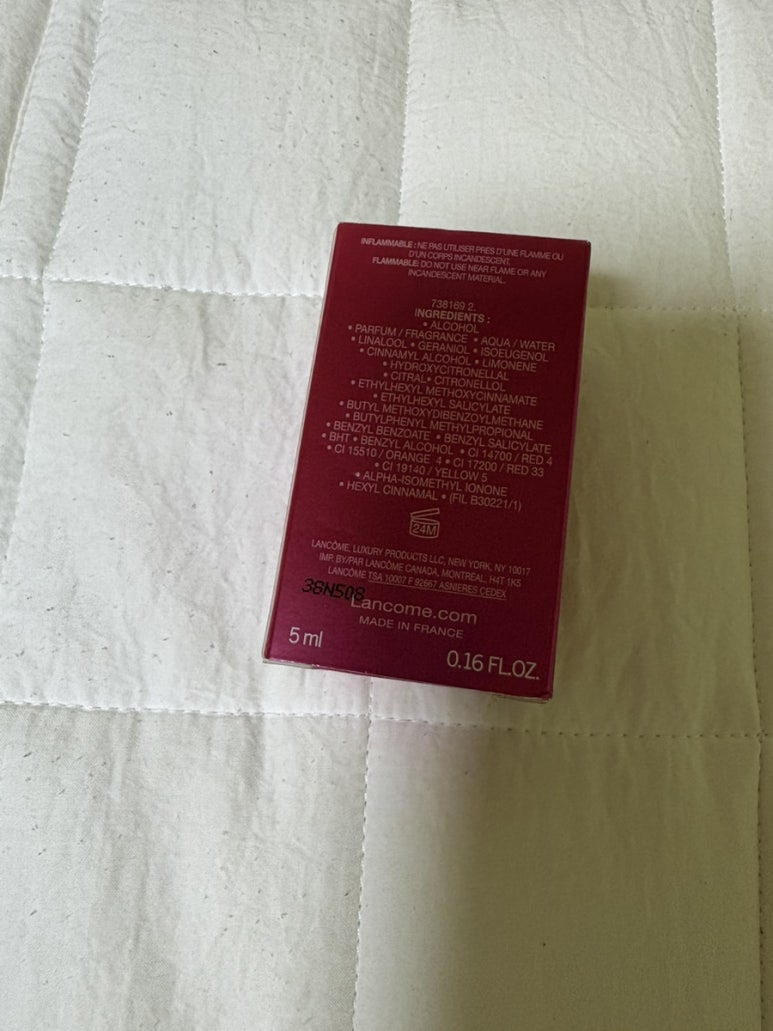 INFLAMMABLE : NE PAS UTILISER PRES D'UNE FLAMME OU
D'UN CORPS INCANDESCENT.
FLAMMABLE: DO NOT USE NEAR FLAME OR ANY
INCANDESCENT MATERIAL.
738169 2.
INGREDIENTS :
• ALCOHOL
• PARFUM / FRAGRANCE • AQUA / WATER
• LINALOOL • GERANIOL • ISOEUGENOL
• CINNAMYL ALCOHOL • LIMONENE
• HYDROXYCITRONELLAL
• CITRAL • CITRONELLOL
• ETHYLHEXYL METHOXYCINNAMATE
• ETHYLHEXYL SALICYLATE
• BUTYL METHOXYDIBENZOYLMETHANE
• BUTYLPHENYL METHYLPROPIONAL
• BENZYL BENZOATE • BENZYL SALICYLATE
• BHT • BENZYL ALCOHOL • CI 14700 / RED 4
• CI 15510 / ORANGE 4 • CI 17200 / RED 33
• CI 19140 / YELLOW 5
• ALPHA-ISOMETHYL IONONE
• HEXYL CINNAMAL • (FIL B30221/1)
24M
LANCÔME, LUXURY PRODUCTS LLC, NEW YORK, NY 10017
IMP. BY/PAR LANCÔME CANADA, MONTREAL, H4T 1K5
LANCÔME TSA 10007 F 92667 ASNIERES CEDEX
38N508
Lancome.com
MADE IN FRANCE
5 ml
0.16 FL.OZ.